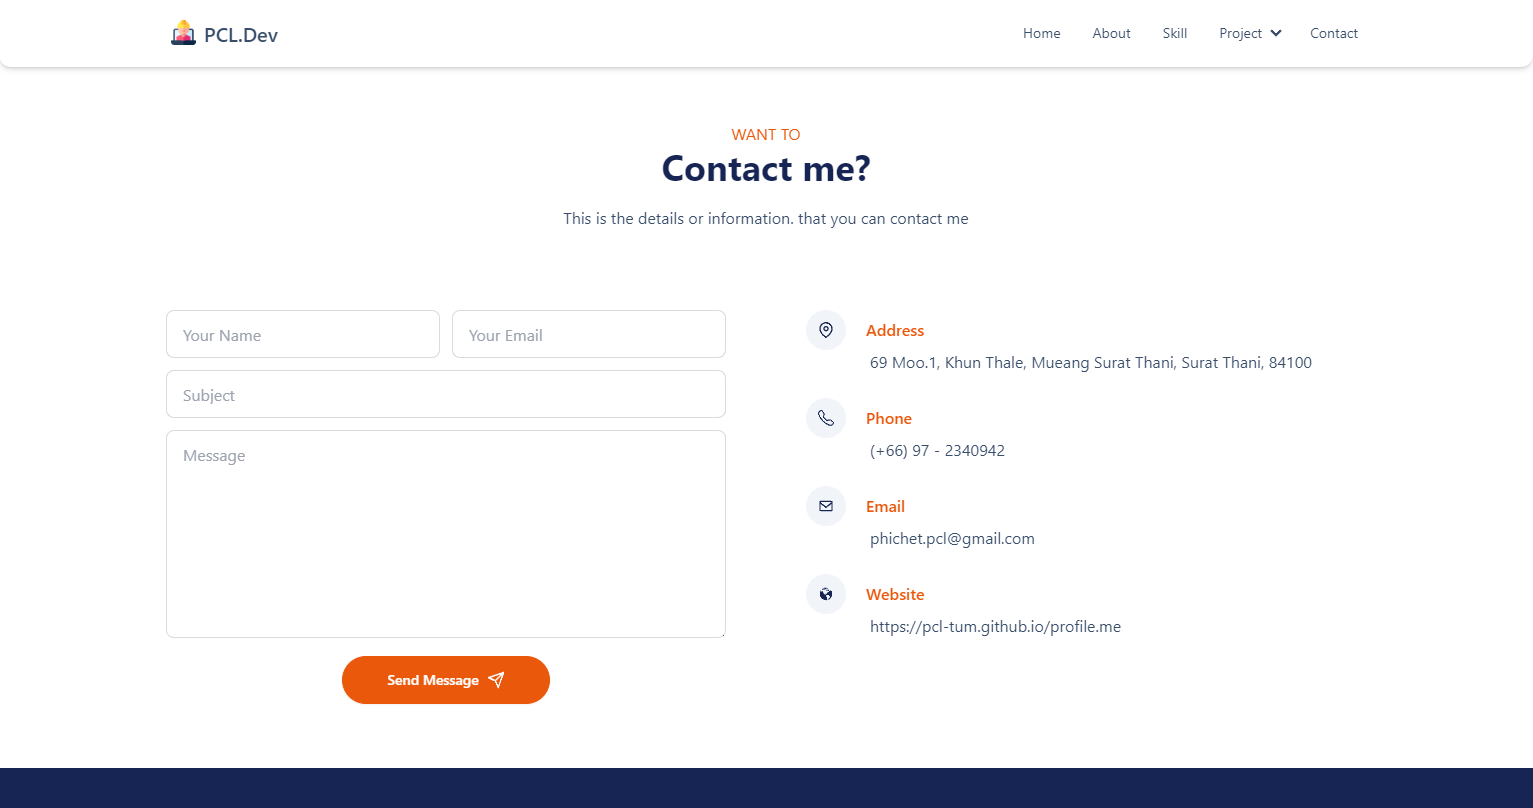 PCL.Dev
Home
About
Skill
Project
Contact
WANT TO
Contact me?
This is the details or information. that you can contact me
Your Name
Your Email
Subject
Message
Send Message
Address
69 Moo.1, Khun Thale, Mueang Surat Thani, Surat Thani, 84100
Phone
(+66) 97 - 2340942
Email
phichet.pcl@gmail.com
Website
https://pcl-tum.github.io/profile.me